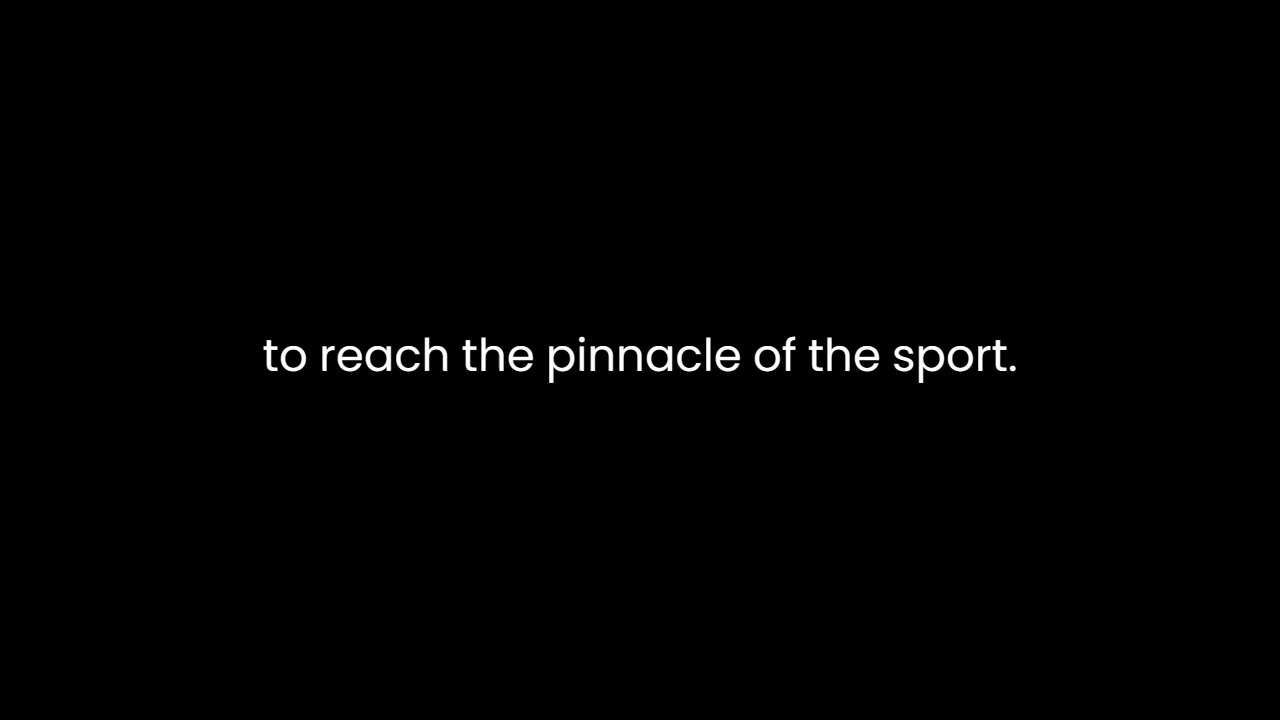 to reach the pinnacle of the sport.